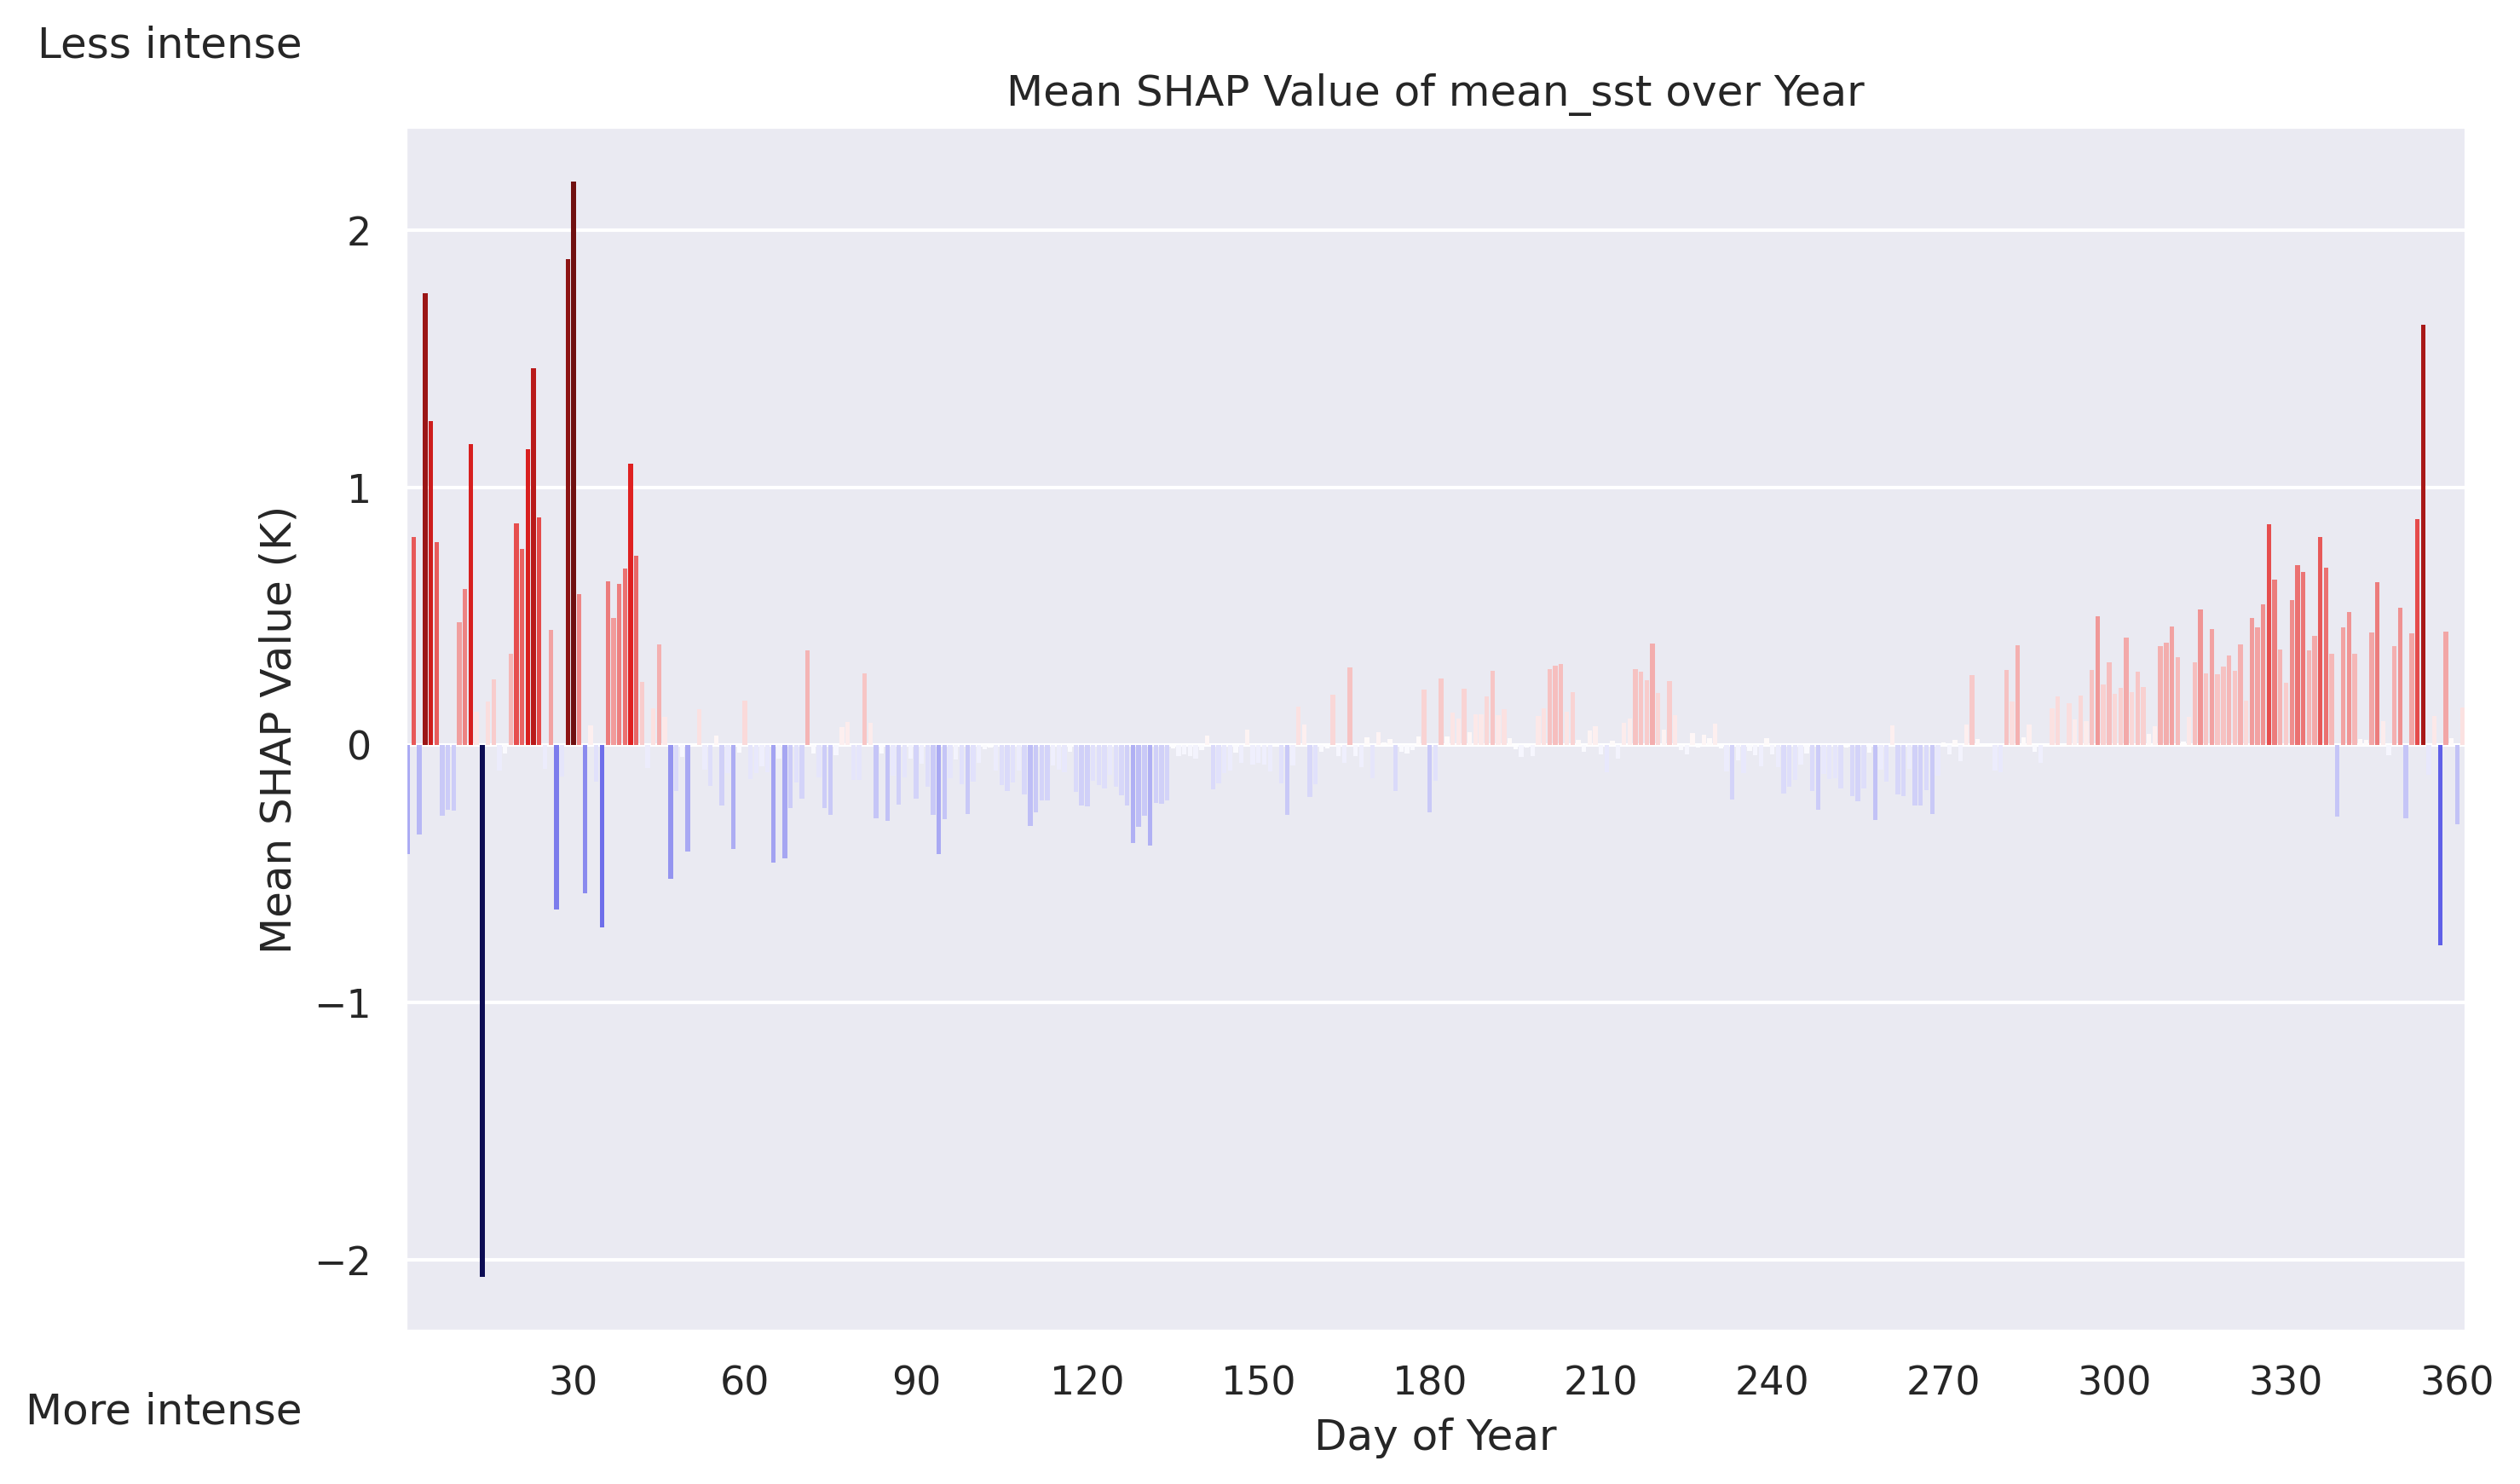 Less intense
Mean SHAP Value of mean_sst over Year
2
1
0
−1
−2
Mean SHAP Value (K)
30 60 90 120 150 180 210 240 270 300 330 360
More intense
Day of Year